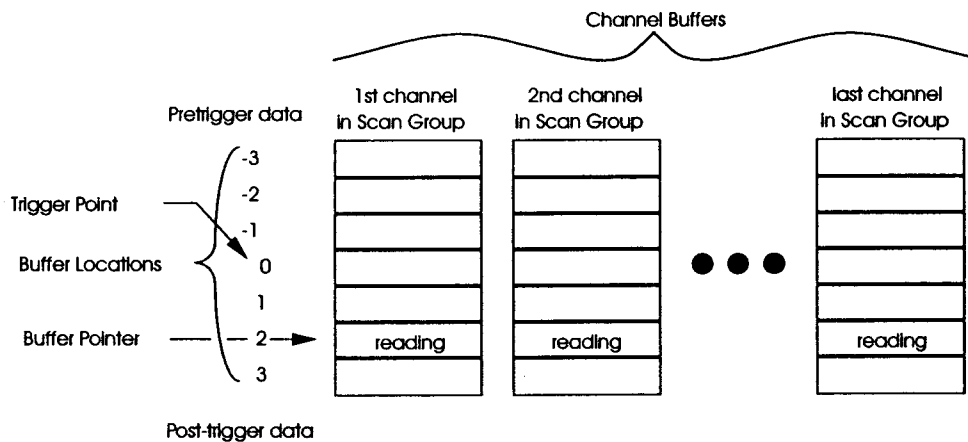 Channel Buffers
1st channel
in Scan Group
2nd channel
in Scan Group
last channel
in Scan Group
Pretrigger data
-3
-2
Trigger Point
-1
Buffer Locations
0
1
Buffer Pointer
2
reading
reading
reading
3
Post-trigger data